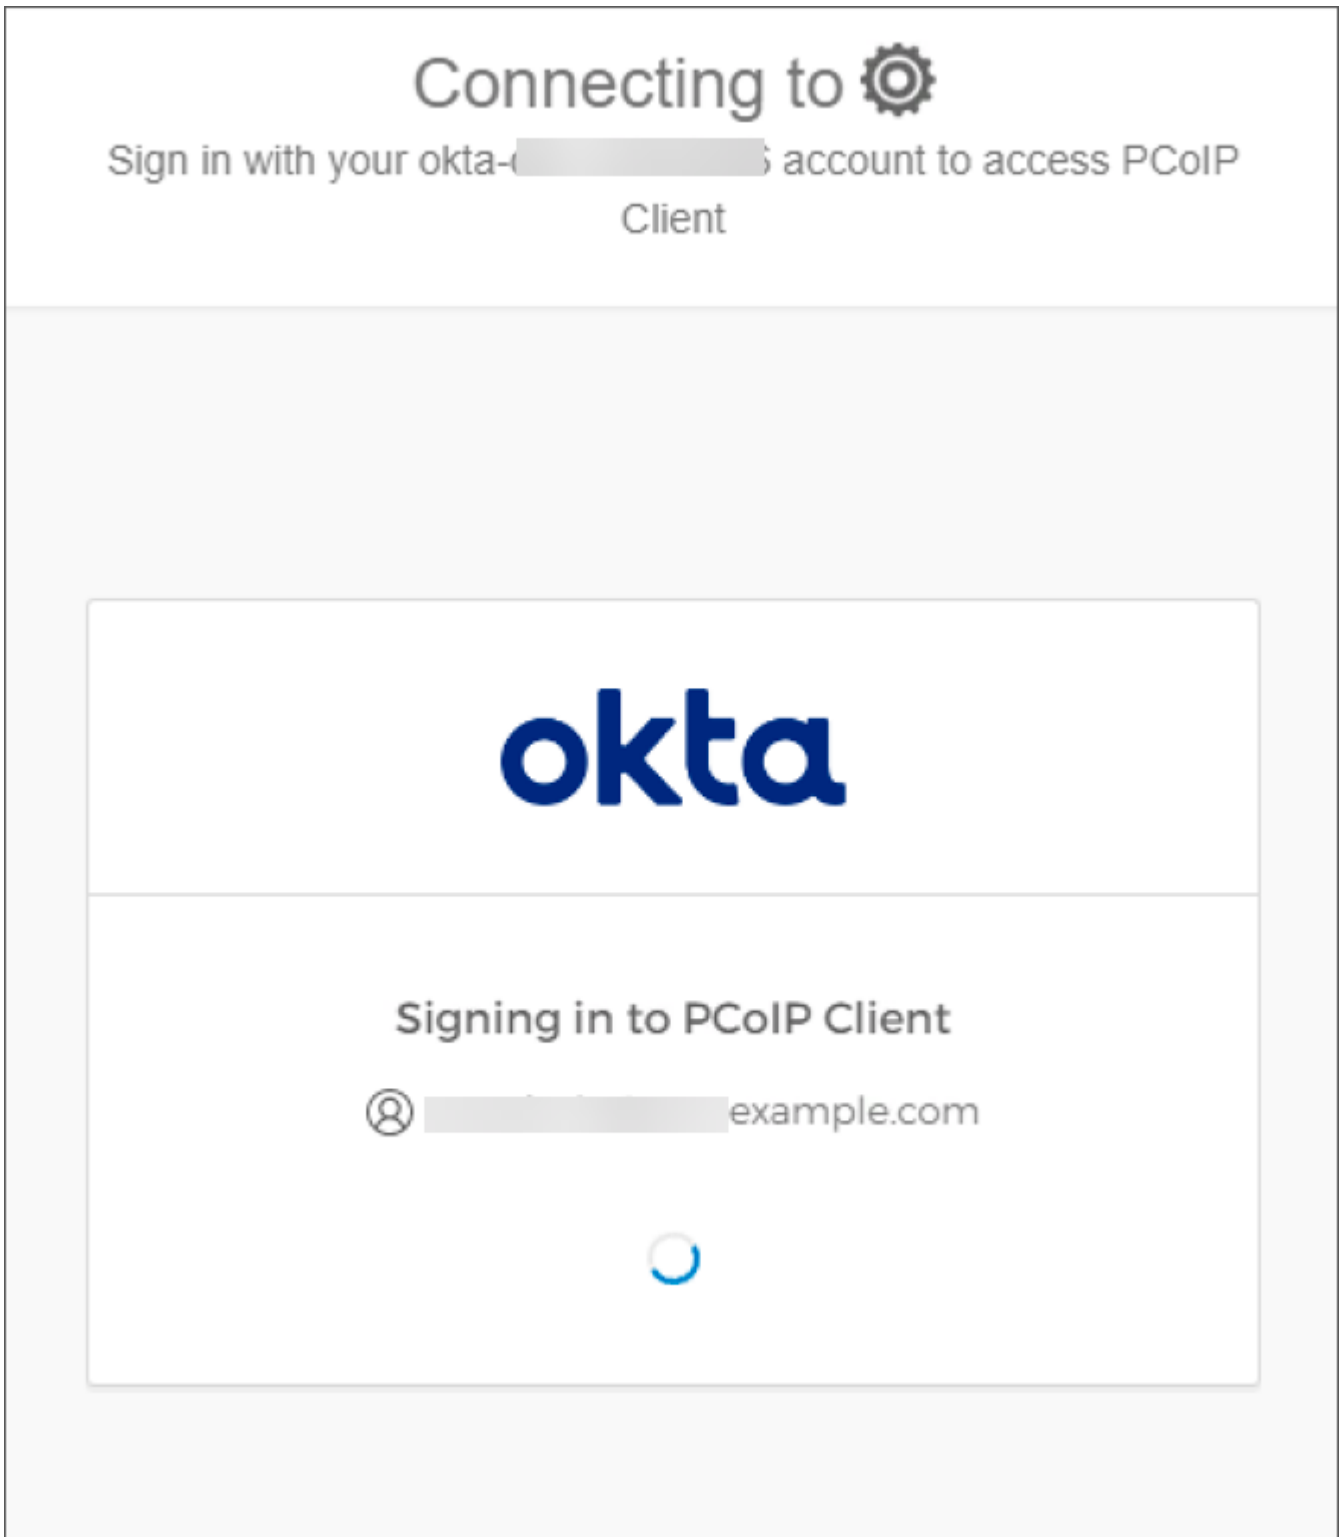 Connecting to
Sign in with your okta- account to access PCoIP
Client
okta
Signing in to PCoIP Client
example.com